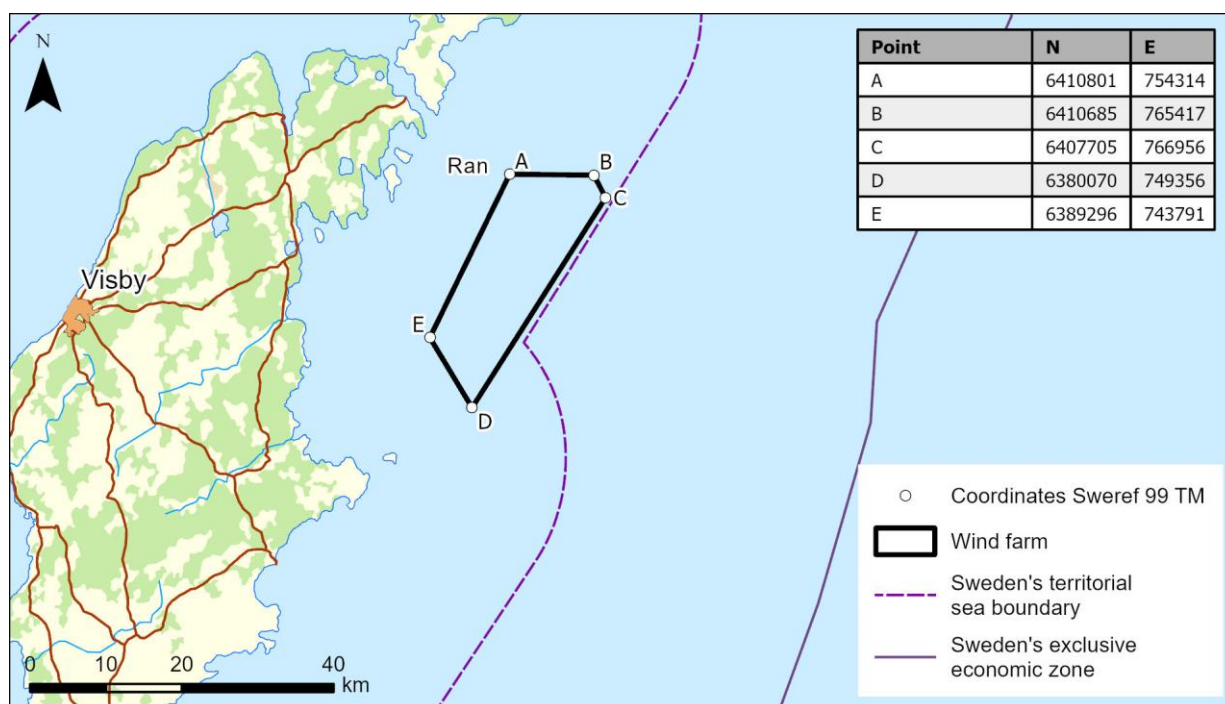 N
Point N E
A 6410801 754314
B 6410685 765417
C 6407705 766956
D 6380070 749356
E 6389296 743791
Ran A B
C
Visby
E
D
Coordinates Sweref 99 TM
Wind farm
Sweden's territorial
sea boundary
Sweden's exclusive
economic zone
0 10 20 40
km